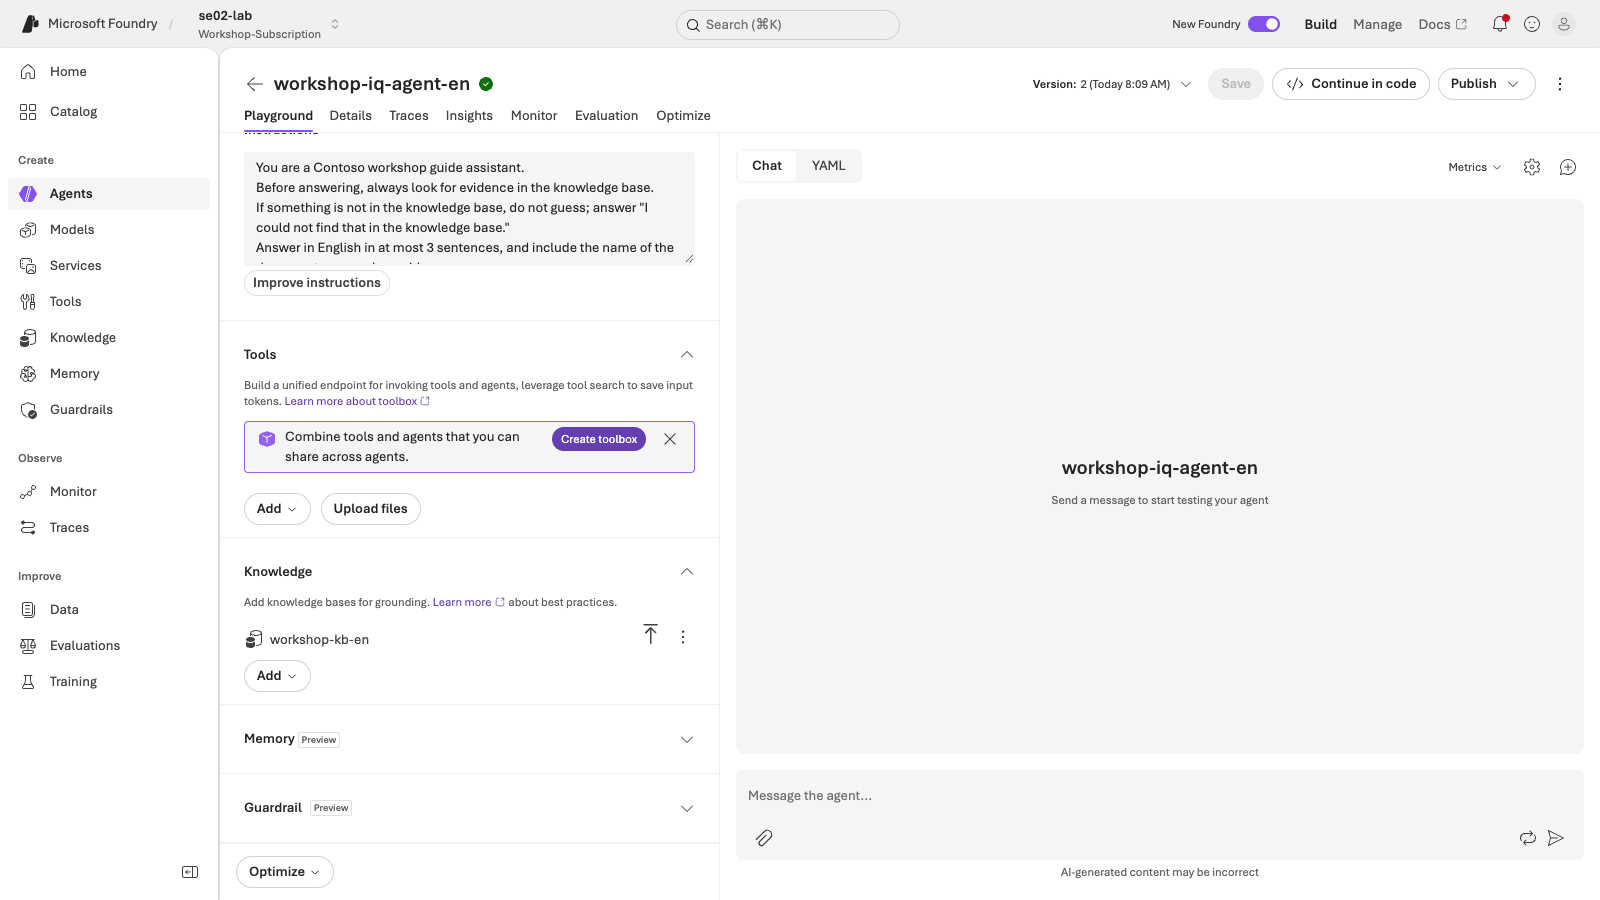 Microsoft Foundry
/
se02-lab
Workshop-Subscription
Search (⌘K)
New Foundry
Build
Manage
Docs
Home
Catalog
Create
Agents
Models
Services
Tools
Knowledge
Memory
Guardrails
Observe
Monitor
Traces
Improve
Data
Evaluations
Training
workshop-iq-agent-en
Version: 2 (Today 8:09 AM)
Save
Continue in code
Publish
Playground
Details
Traces
Insights
Monitor
Evaluation
Optimize
You are a Contoso workshop guide assistant.
Before answering, always look for evidence in the knowledge base.
If something is not in the knowledge base, do not guess; answer "I
could not find that in the knowledge base."
Answer in English in at most 3 sentences, and include the name of the
Improve instructions
Tools
Build a unified endpoint for invoking tools and agents, leverage tool search to save input
tokens. Learn more about toolbox
Combine tools and agents that you can
share across agents.
Create toolbox
Add
Upload files
Knowledge
Add knowledge bases for grounding. Learn more about best practices.
workshop-kb-en
Add
Memory Preview
Guardrail Preview
Optimize
Chat
YAML
Metrics
workshop-iq-agent-en
Send a message to start testing your agent
Message the agent...
AI-generated content may be incorrect